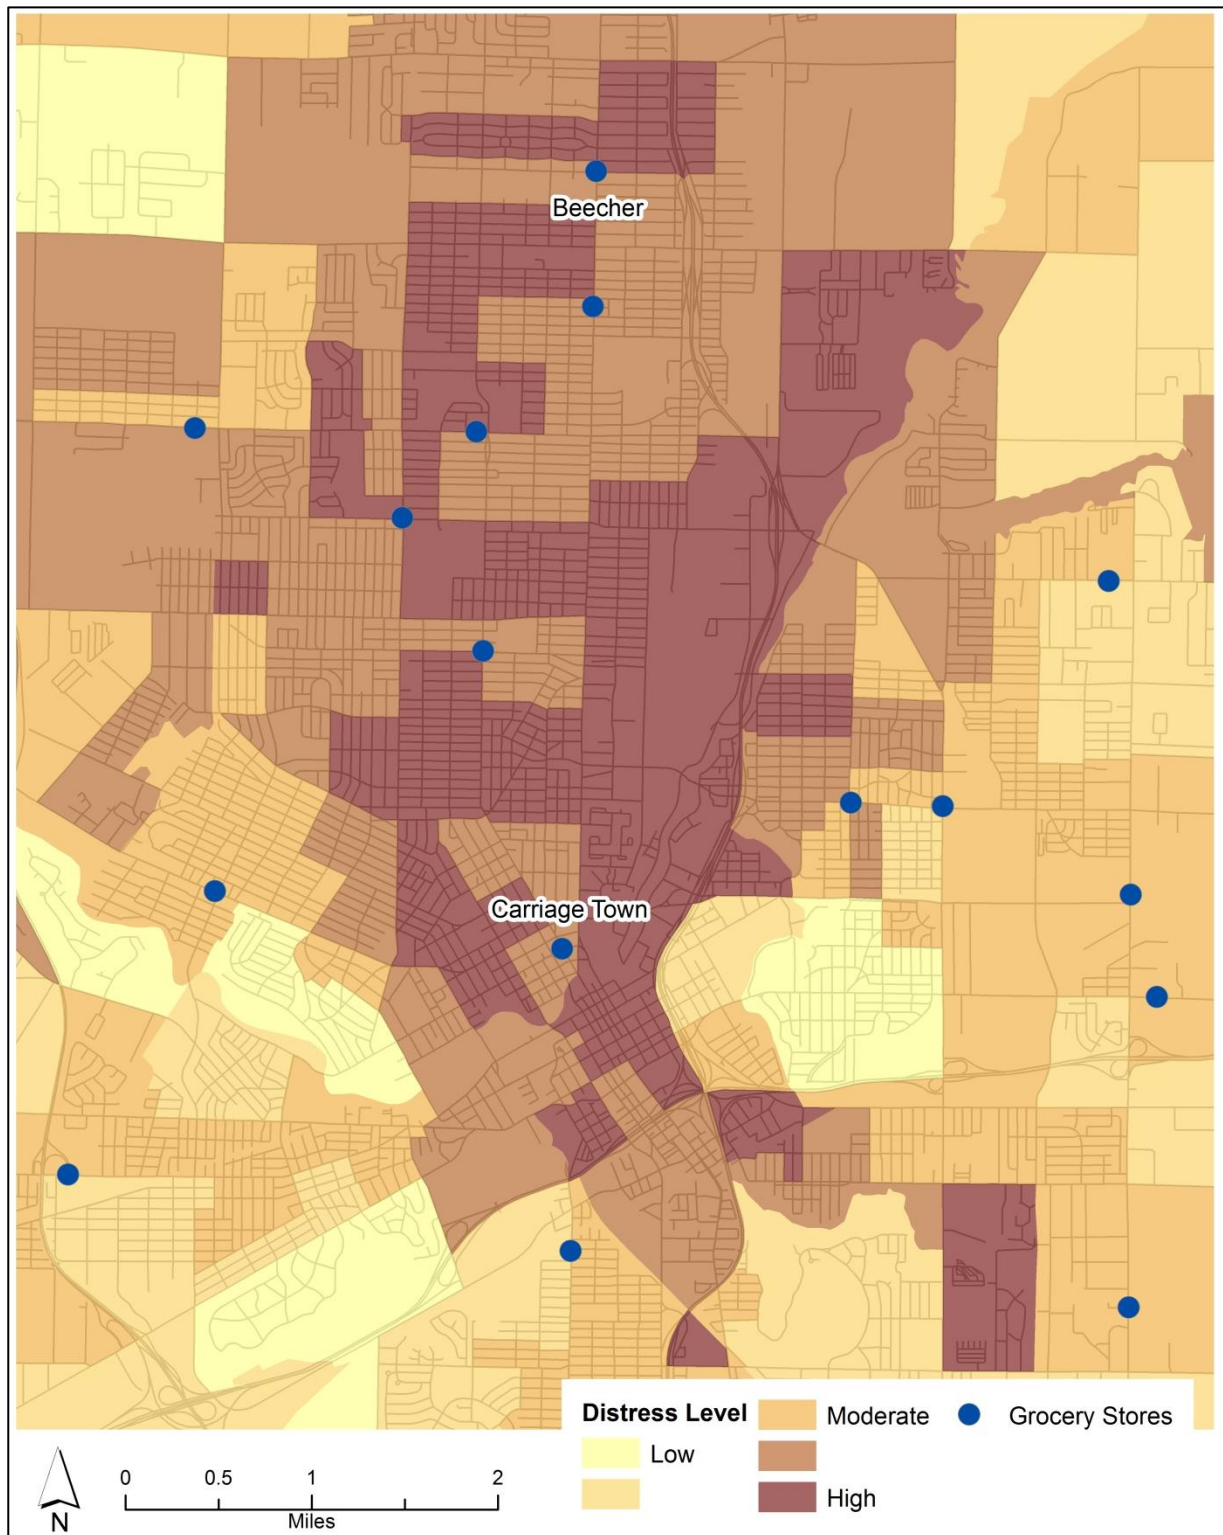 Beecher
Carriage Town
Distress Level
Low
Moderate
High
Grocery Stores
N
0 0.5 1 2
Miles